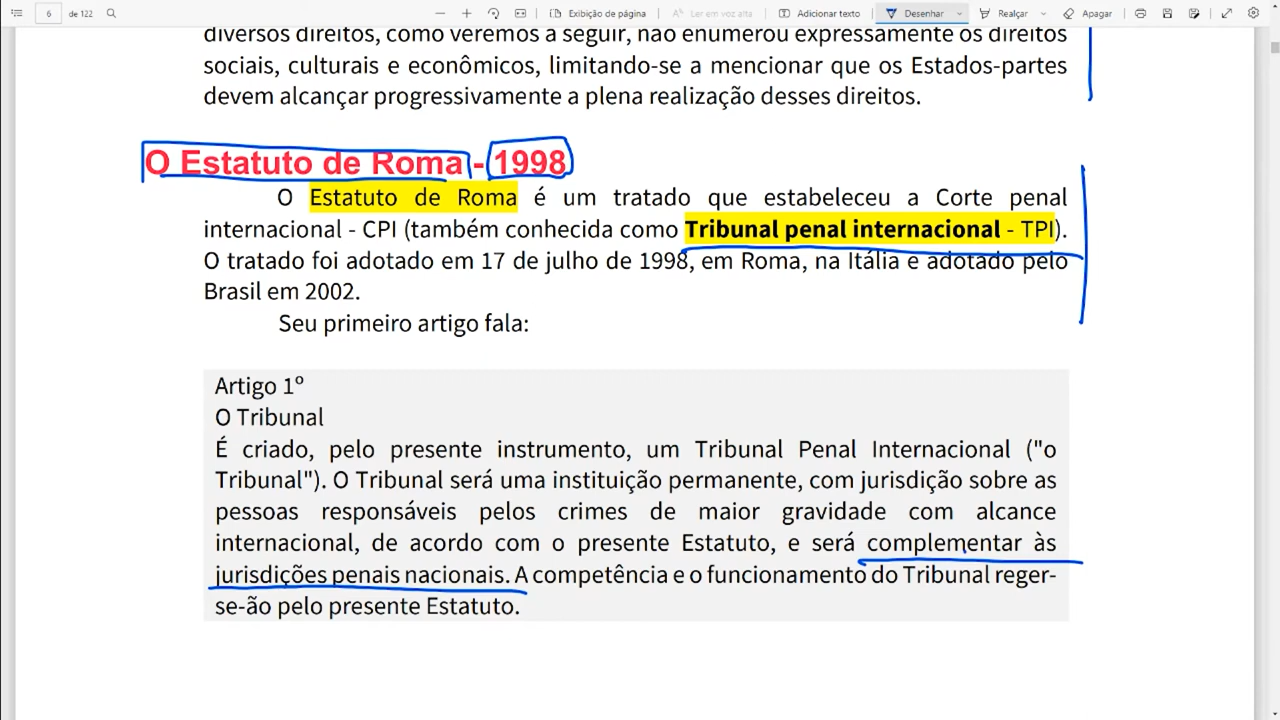 6 de 122
Exibição de página
Ler em voz alta
Adicionar texto
Desenhar
Realçar
Apagar
diversos direitos, como veremos a seguir, não enumerou expressamente os direitos
sociais, culturais e econômicos, limitando-se a mencionar que os Estados-partes
devem alcançar progressivamente a plena realização desses direitos.
O Estatuto de Roma - 1998
O Estatuto de Roma é um tratado que estabeleceu a Corte penal
internacional - CPI (também conhecida como Tribunal penal internacional - TPI).
O tratado foi adotado em 17 de julho de 1998, em Roma, na Itália e adotado pelo
Brasil em 2002.
Seu primeiro artigo fala:
Artigo 1º
O Tribunal
É criado, pelo presente instrumento, um Tribunal Penal Internacional ("o
Tribunal"). O Tribunal será uma instituição permanente, com jurisdição sobre as
pessoas responsáveis pelos crimes de maior gravidade com alcance
internacional, de acordo com o presente Estatuto, e será complementar às
jurisdições penais nacionais. A competência e o funcionamento do Tribunal reger-
se-ão pelo presente Estatuto.